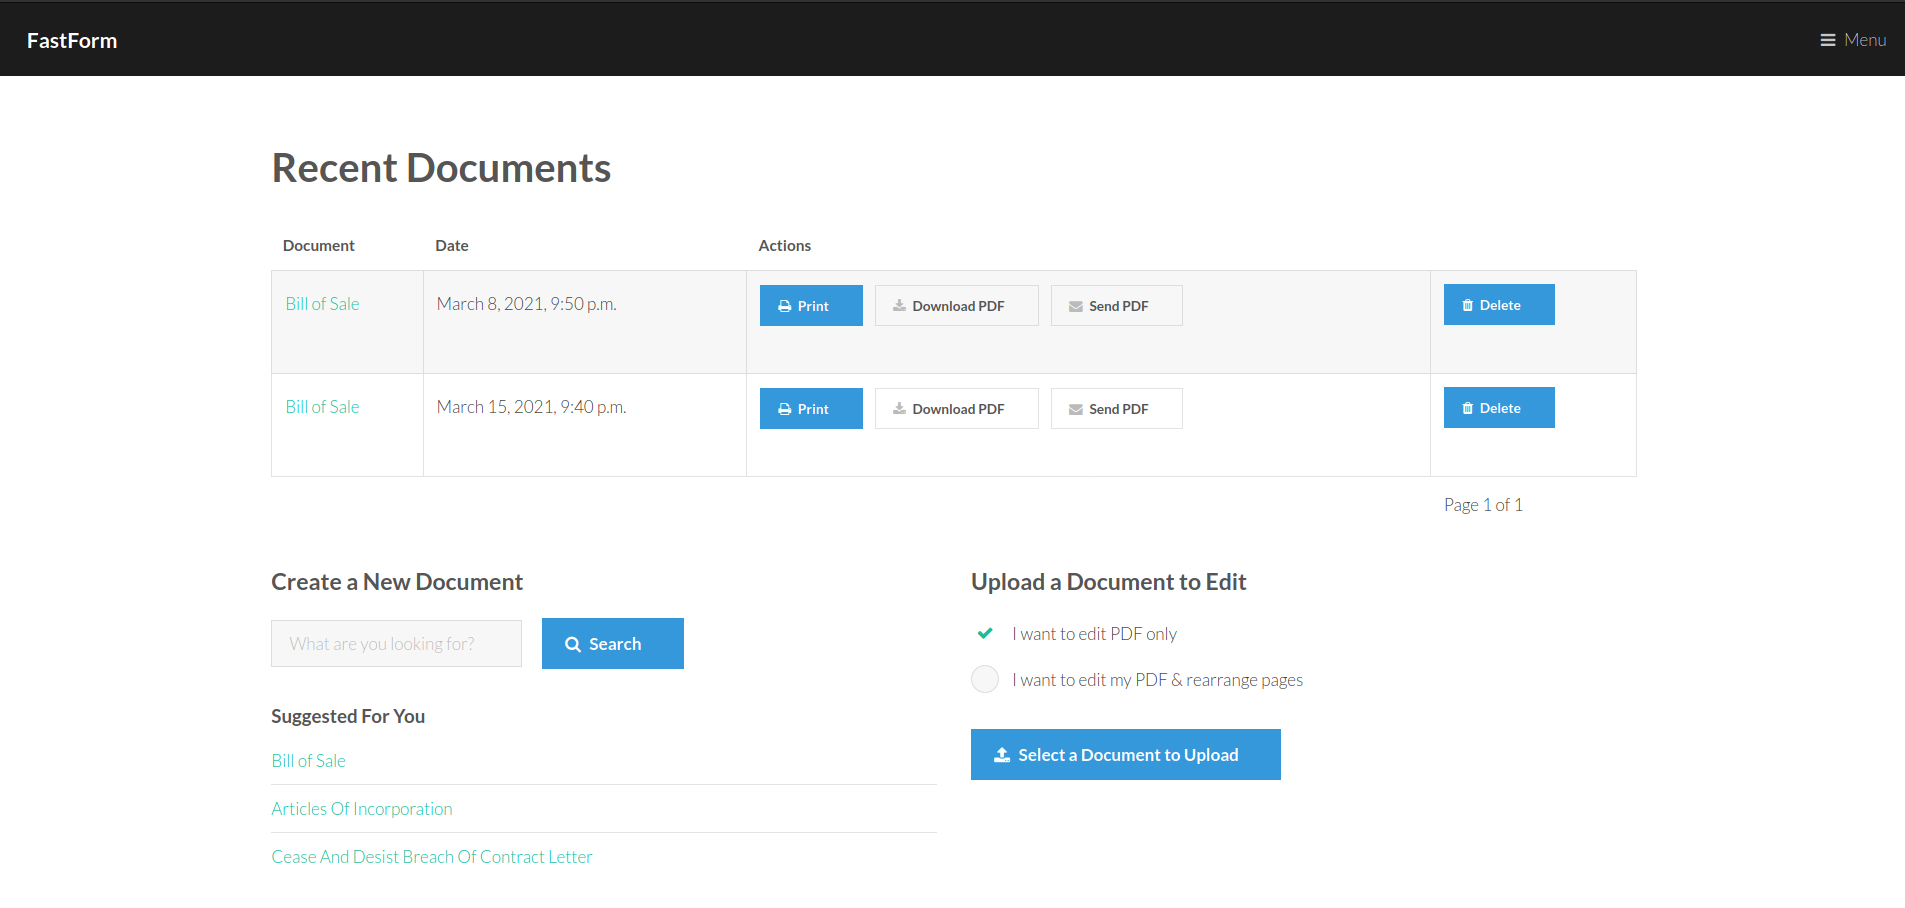 FastForm
Menu
Recent Documents
Document Date Actions
Bill of Sale March 8, 2021, 9:50 p.m. Print Download PDF Send PDF Delete
Bill of Sale March 15, 2021, 9:40 p.m. Print Download PDF Send PDF Delete
Page 1 of 1
Create a New Document
What are you looking for? Search
Suggested For You
Bill of Sale
Articles Of Incorporation
Cease And Desist Breach Of Contract Letter
Upload a Document to Edit
I want to edit PDF only
I want to edit my PDF & rearrange pages
Select a Document to Upload